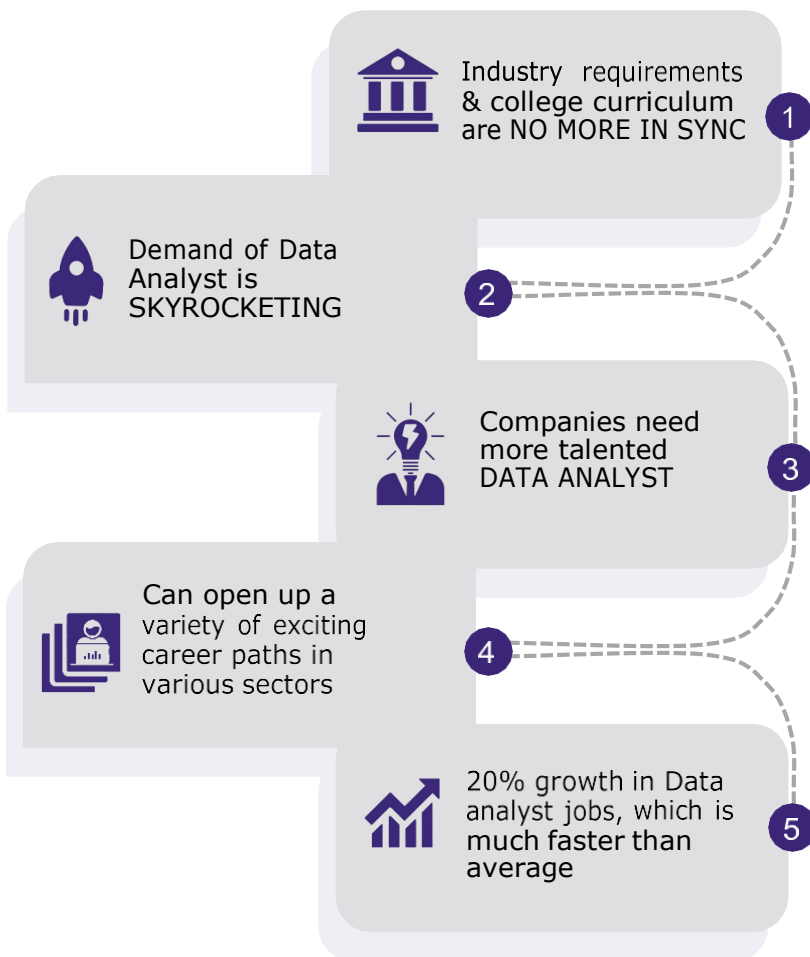 Industry requirements
& college curriculum
are NO MORE IN SYNC
1
Demand of Data
Analyst is
SKYROCKETING
2
Companies need
more talented
DATA ANALYST
3
Can open up a
variety of exciting
career paths in
various sectors
4
20% growth in Data
analyst jobs, which is
much faster than
average
5